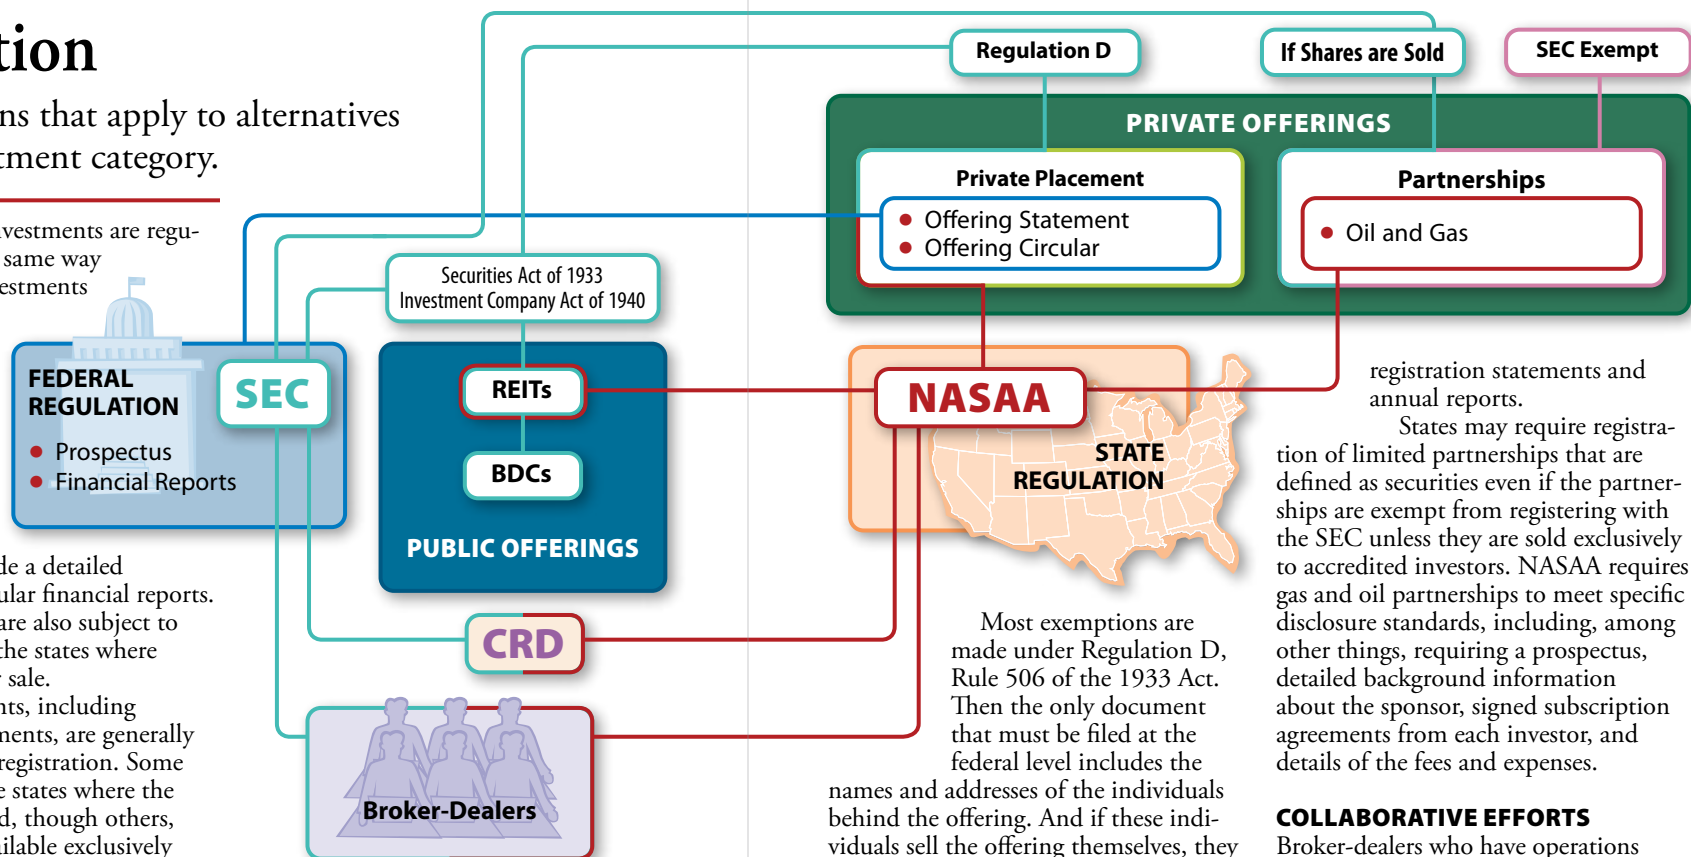 tion
ns that apply to alternatives
tment category.
nvestments are regu-
same way
estments
Regulation D
If Shares are Sold
SEC Exempt
PRIVATE OFFERINGS
Private Placement
• Offering Statement
• Offering Circular
Partnerships
• Oil and Gas
Securities Act of 1933
Investment Company Act of 1940
FEDERAL
REGULATION
• Prospectus
• Financial Reports
SEC
REITs
BDCs
PUBLIC OFFERINGS
NASAA
STATE
REGULATION
CRD
Broker-Dealers
de a detailed
ular financial reports.
are also subject to
the states where
r sale.
nts, including
ments, are generally
registration. Some
e states where the
d, though others,
ailable exclusively
Most exemptions are
made under Regulation D,
Rule 506 of the 1933 Act.
Then the only document
that must be filed at the
federal level includes the
names and addresses of the individuals
behind the offering. And if these indi-
viduals sell the offering themselves, they
registration statements and
annual reports.
States may require registra-
tion of limited partnerships that are
defined as securities even if the partner-
ships are exempt from registering with
the SEC unless they are sold exclusively
to accredited investors. NASAA requires
gas and oil partnerships to meet specific
disclosure standards, including, among
other things, requiring a prospectus,
detailed background information
about the sponsor, signed subscription
agreements from each investor, and
details of the fees and expenses.
COLLABORATIVE EFFORTS
Broker-dealers who have operations